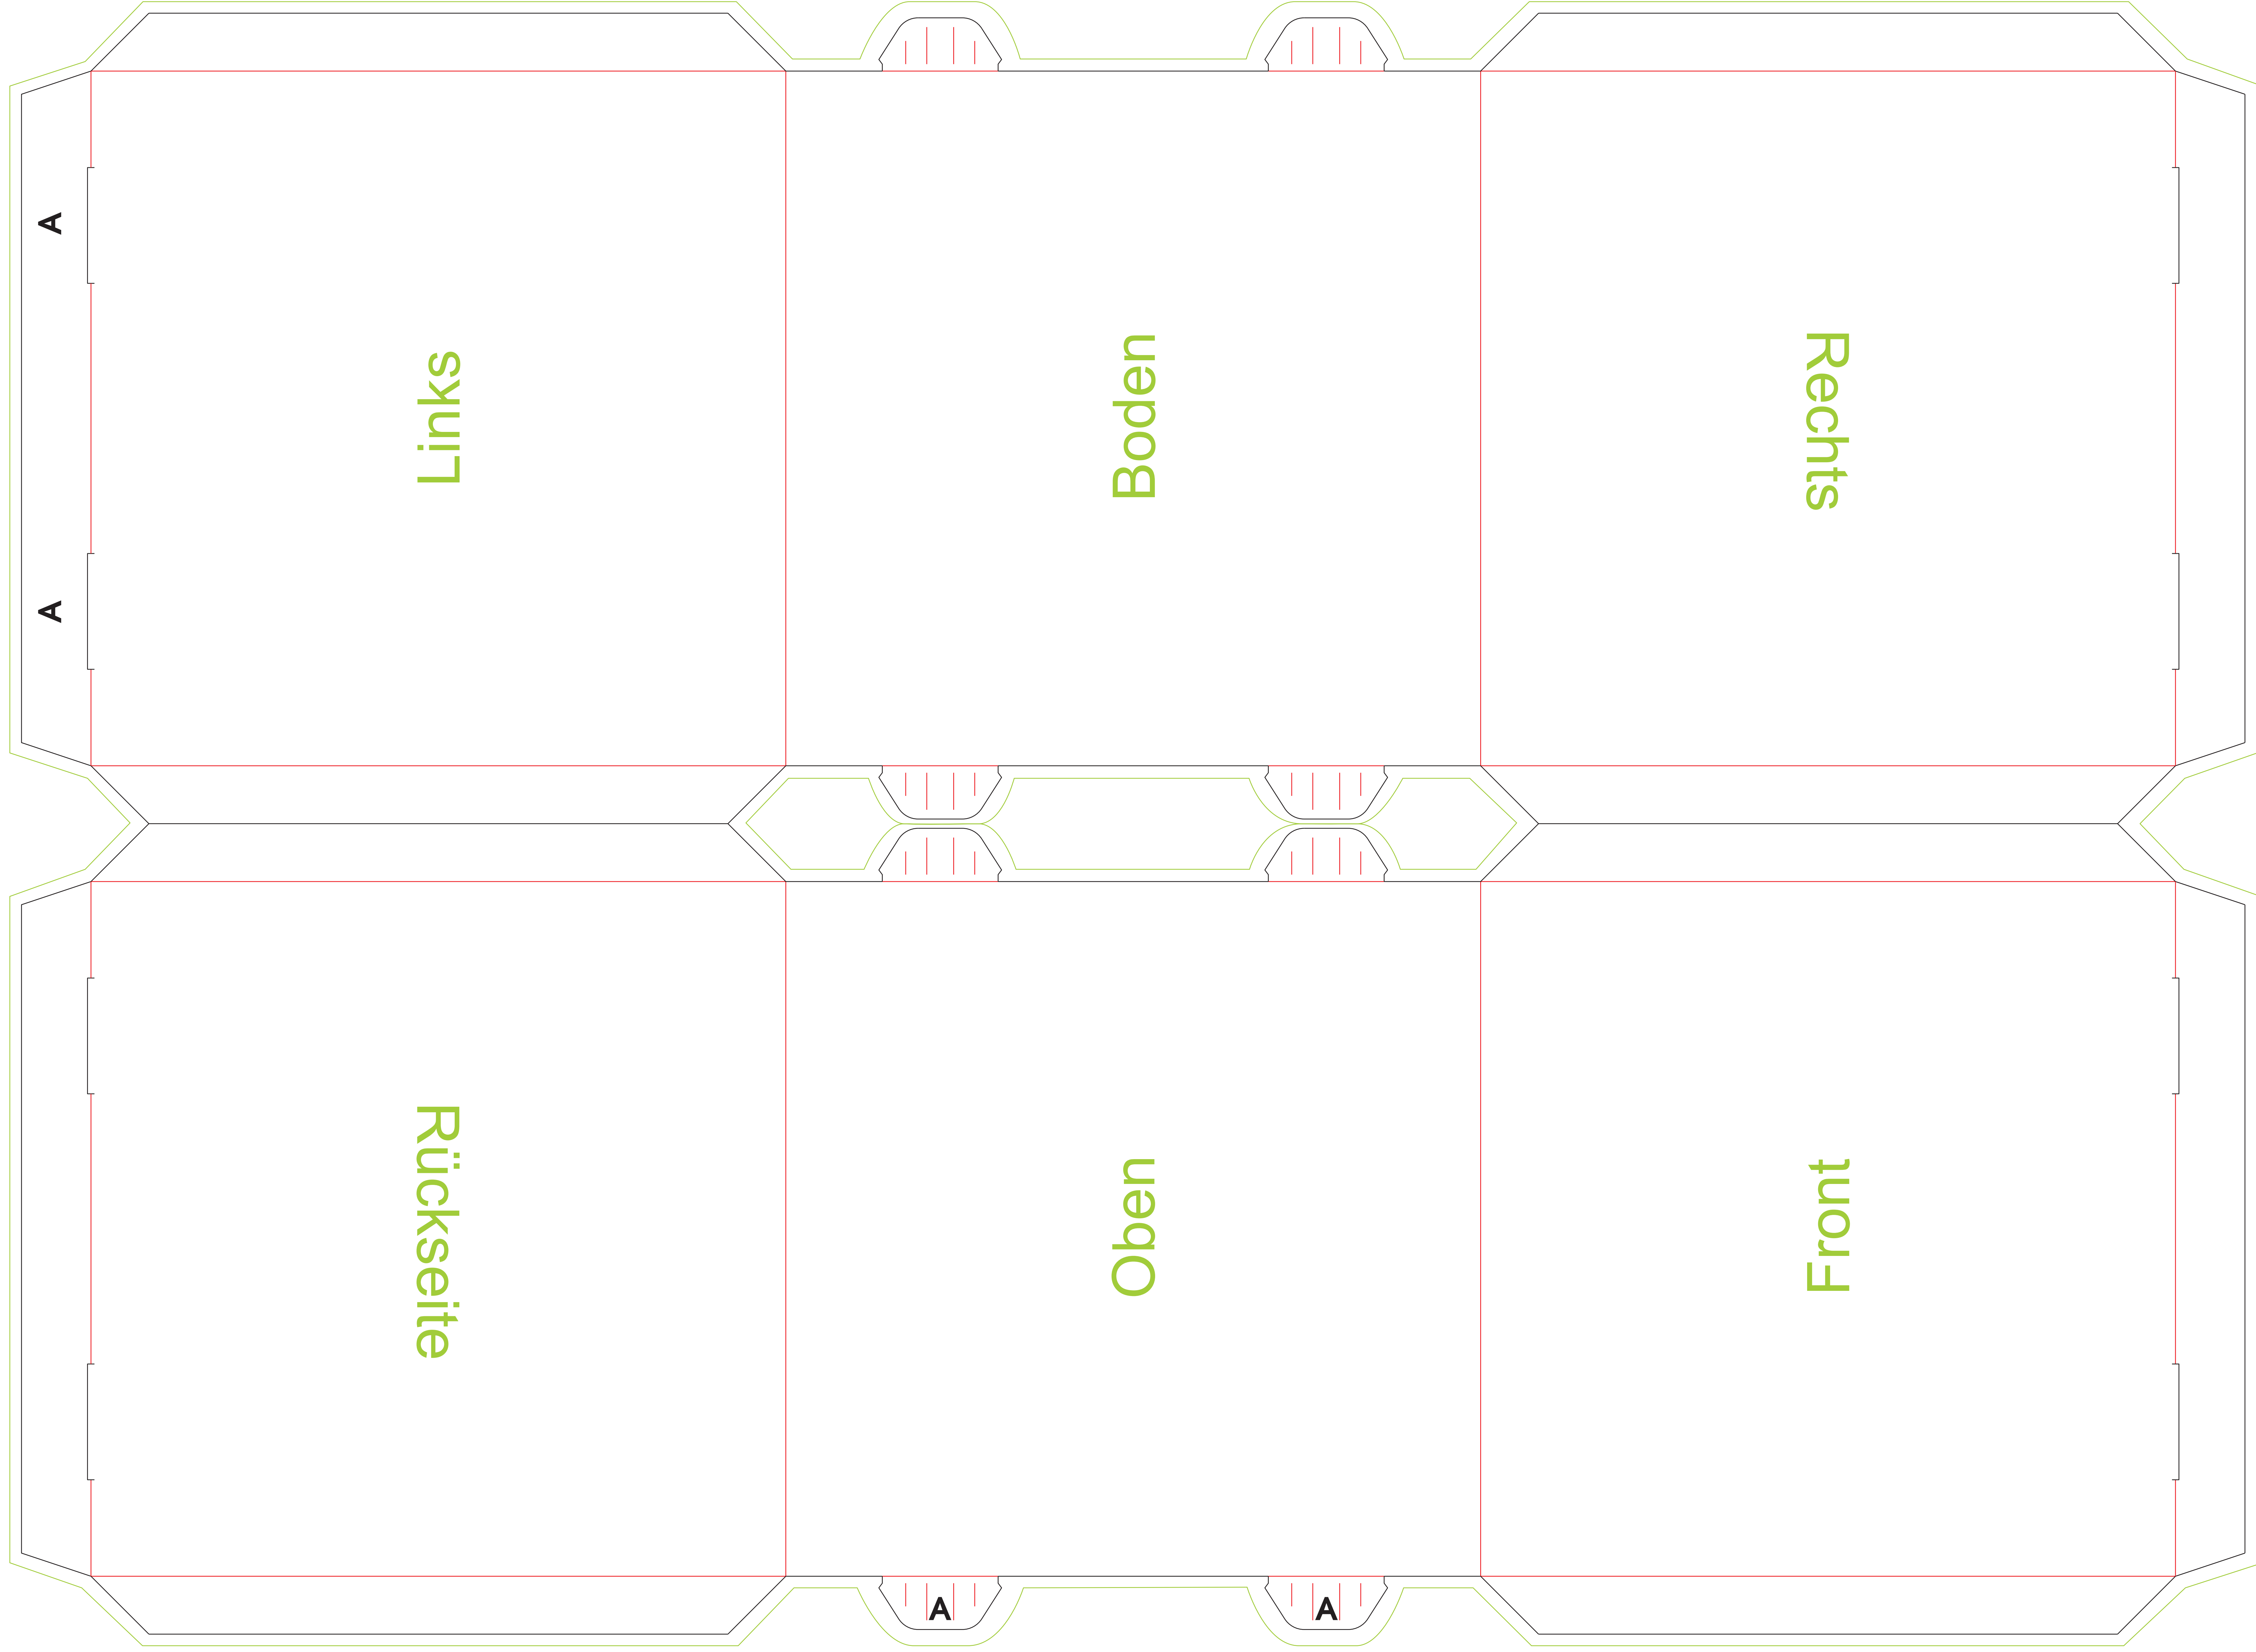 A
Links
Boden
Rechts
A
Rückseite
Oben
Front
A
A